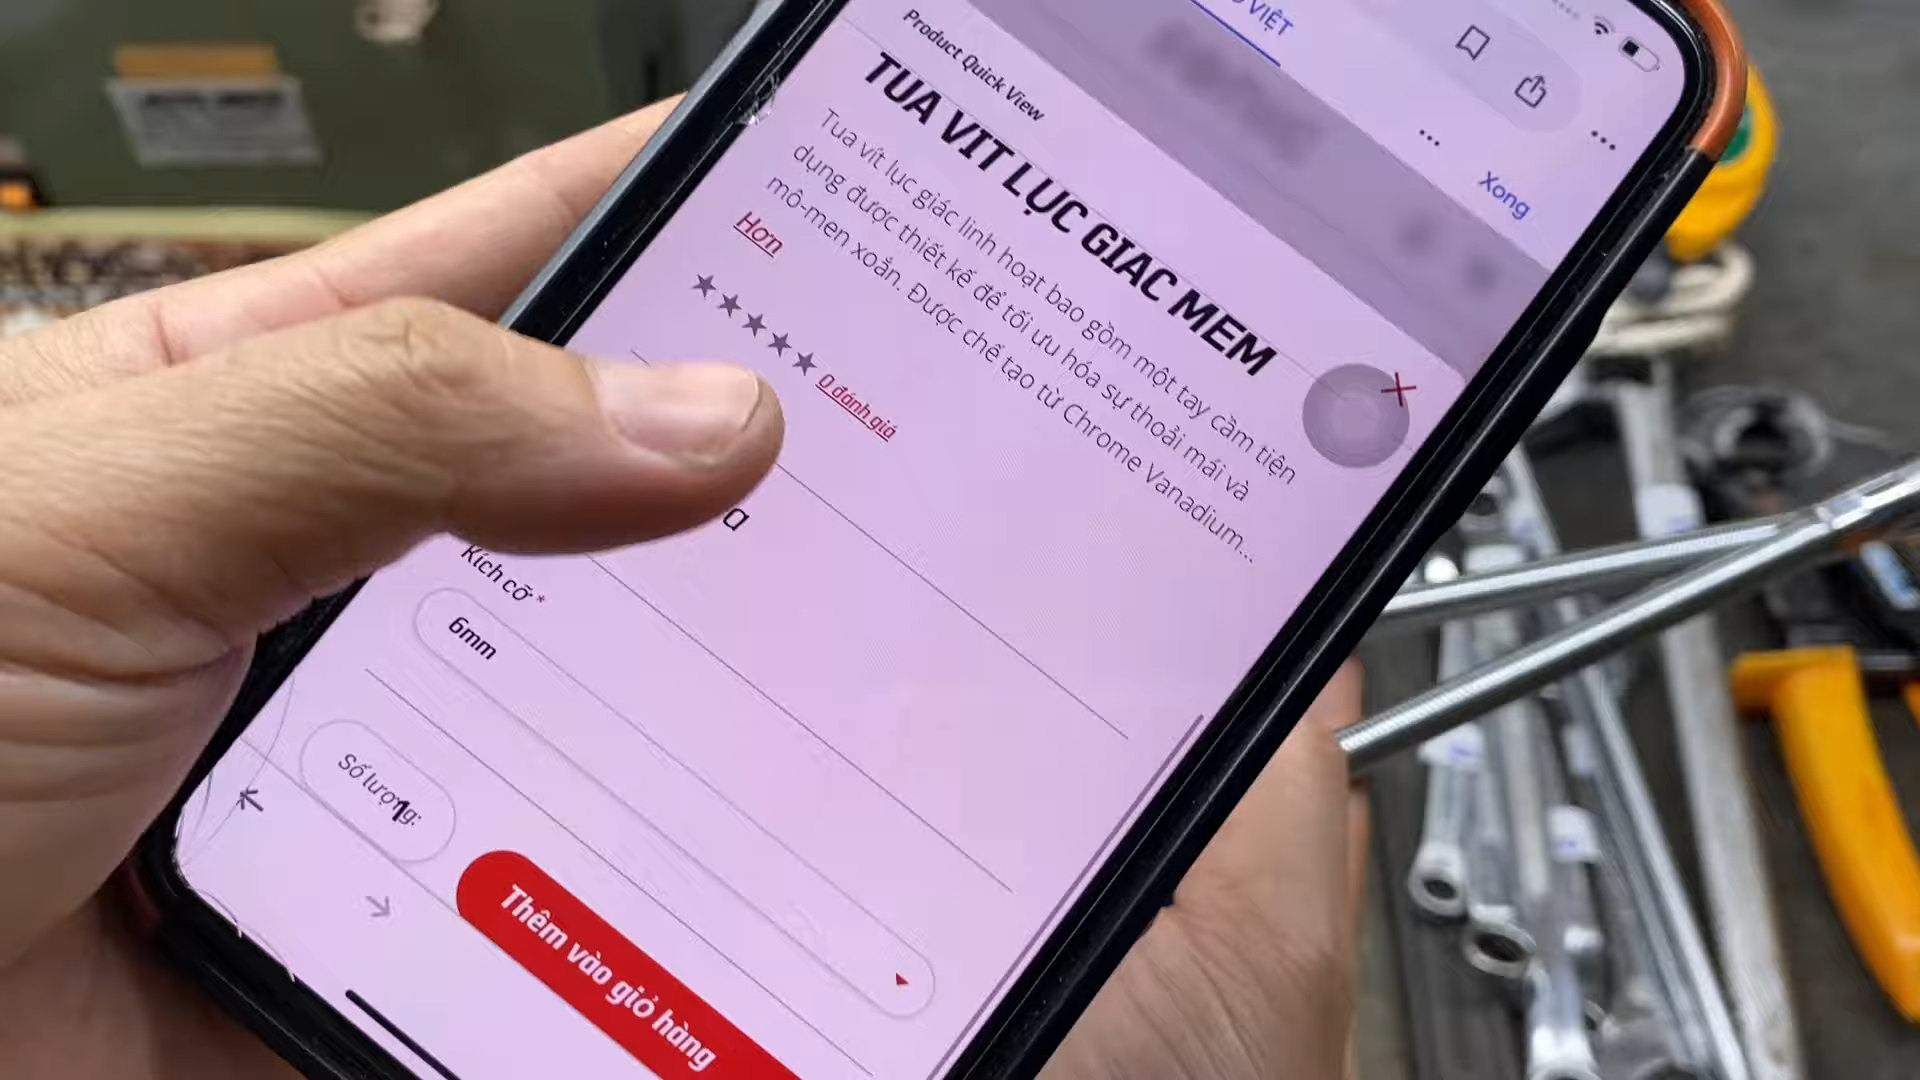 VIỆT
Xong
Product Quick View
TUA VIT LỤC GIAC MEM
Tua vít lục giác linh hoạt bao gồm một tay cầm tiện
dụng được thiết kế để tối ưu hóa sự thoải mái và
mô-men xoắn. Được chế tạo từ Chrome Vanadium...
Hơn
0 đánh giá
Kích cỡ *
6mm
Số lượng:
1
Thêm vào giỏ hàng